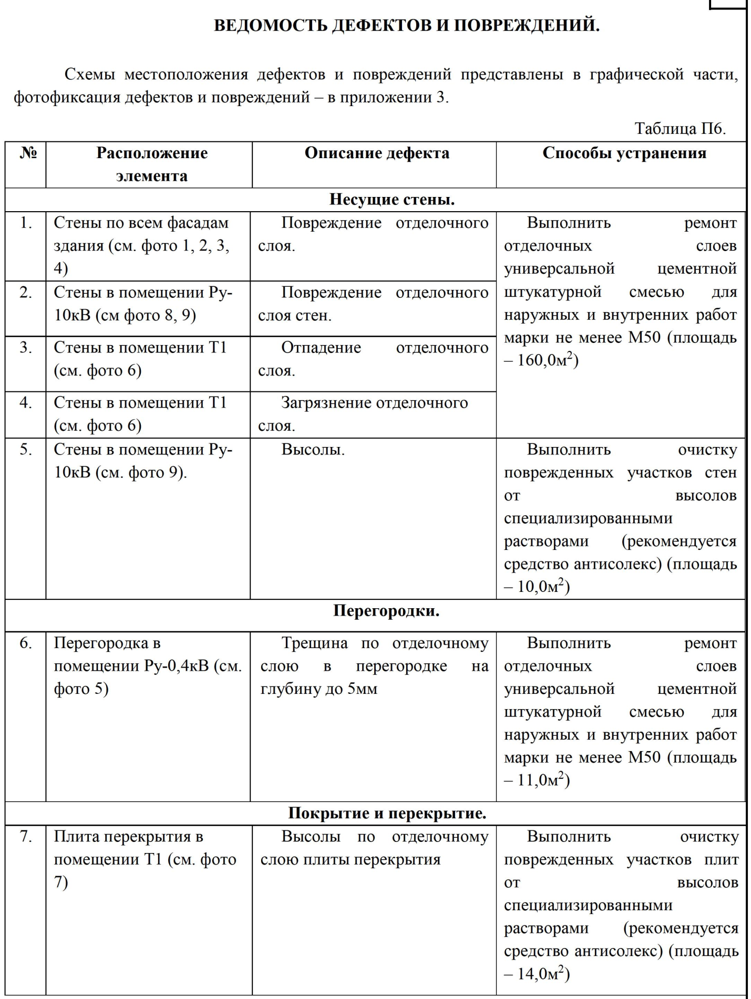 ВЕДОМОСТЬ ДЕФЕКТОВ И ПОВРЕЖДЕНИЙ.
Схемы местоположения дефектов и повреждений представлены в графической части,
фотофиксация дефектов и повреждений – в приложении 3.
Таблица П6.
№
Расположение
элемента
Описание дефекта
Способы устранения
Несущие стены.
1.
Стены по всем фасадам
здания (см. фото 1, 2, 3,
4)
Повреждение отделочного
слоя.
Выполнить ремонт
отделочных слоев
универсальной цементной
штукатурной смесью для
наружных и внутренних работ
марки не менее М50 (площадь
– 160,0м²)
2.
Стены в помещении Ру-
10кВ (см фото 8, 9)
Повреждение отделочного
слоя стен.
3.
Стены в помещении Т1
(см. фото 6)
Отпадение отделочного
слоя.
4.
Стены в помещении Т1
(см. фото 6)
Загрязнение отделочного
слоя.
5.
Стены в помещении Ру-
10кВ (см. фото 9).
Высолы.
Выполнить очистку
поврежденных участков стен
от высолов
специализированными
растворами (рекомендуется
средство антисолекс) (площадь
– 10,0м²)
Перегородки.
6.
Перегородка в
помещении Ру-0,4кВ (см.
фото 5)
Трещина по отделочному
слою в перегородке на
глубину до 5мм
Выполнить ремонт
отделочных слоев
универсальной цементной
штукатурной смесью для
наружных и внутренних работ
марки не менее М50 (площадь
– 11,0м²)
Покрытие и перекрытие.
7.
Плита перекрытия в
помещении Т1 (см. фото
7)
Высолы по отделочному
слою плиты перекрытия
Выполнить очистку
поврежденных участков плит
от высолов
специализированными
растворами (рекомендуется
средство антисолекс) (площадь
– 14,0м²)